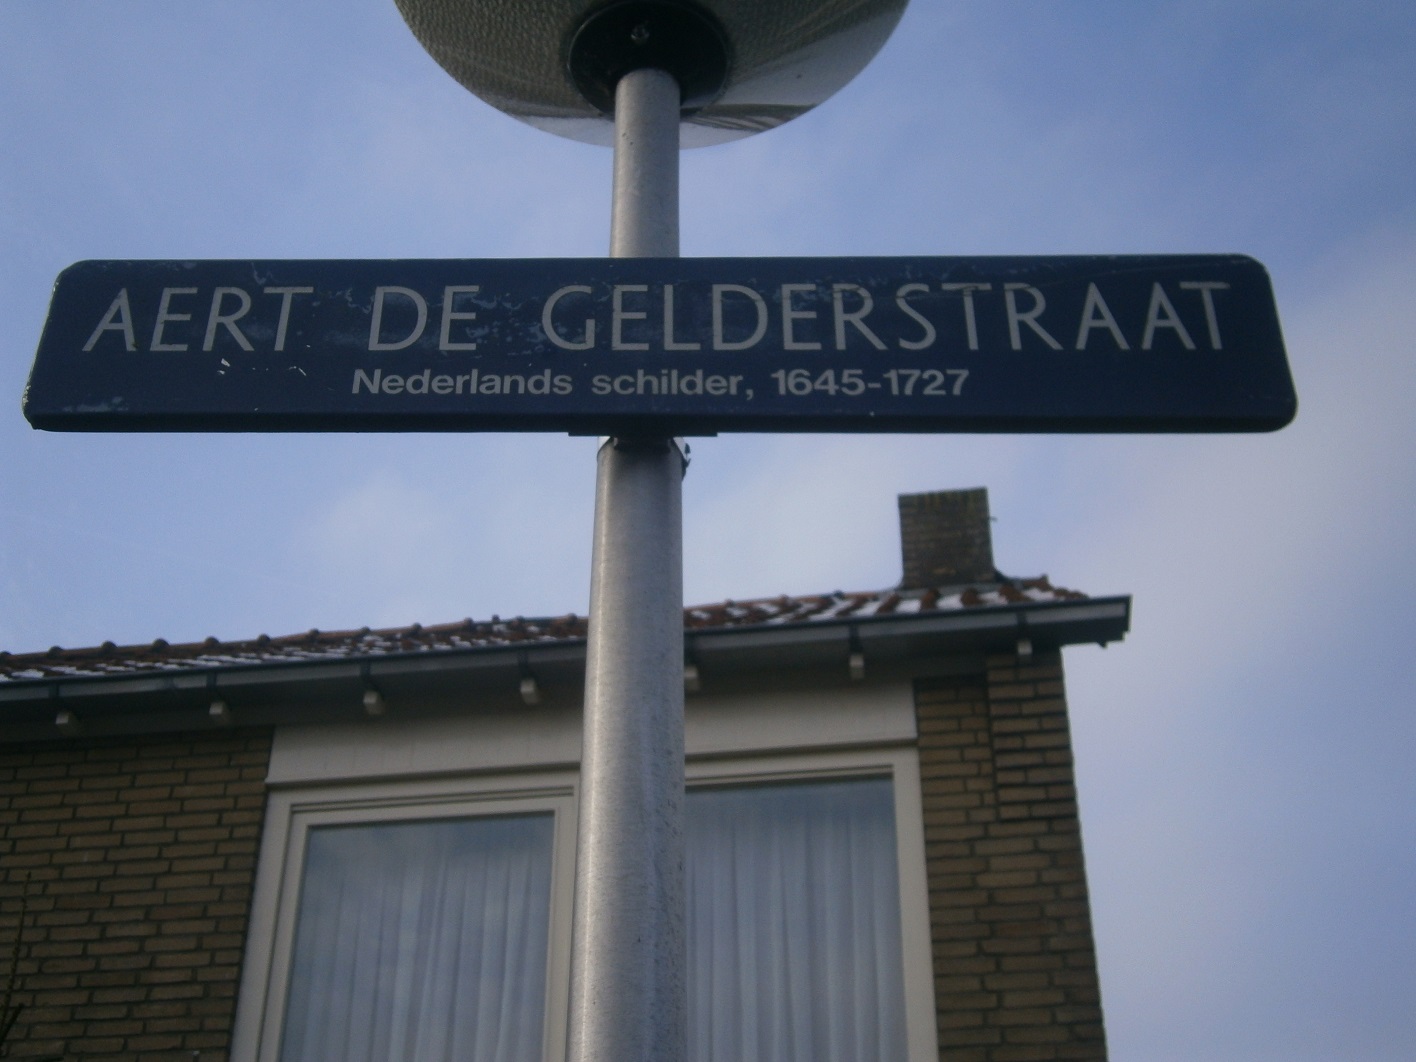 AERT DE GELDERSTRAAT
Nederlands schilder, 1645-1727